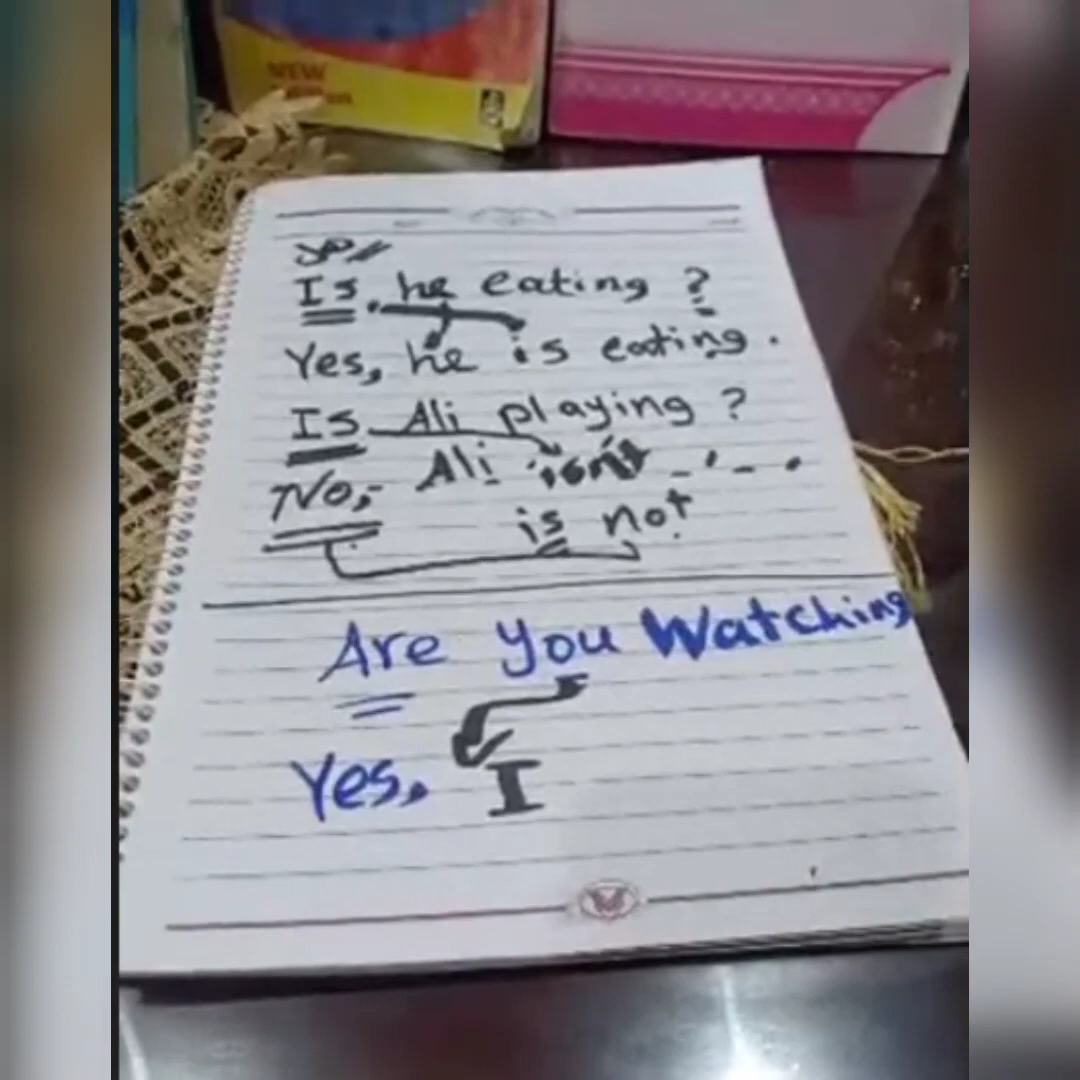 NEW
Is he eating ?
Yes, he is eating .
Is Ali playing ?
No, Ali isn't - - - .
is not
Are you Watching
Yes, I